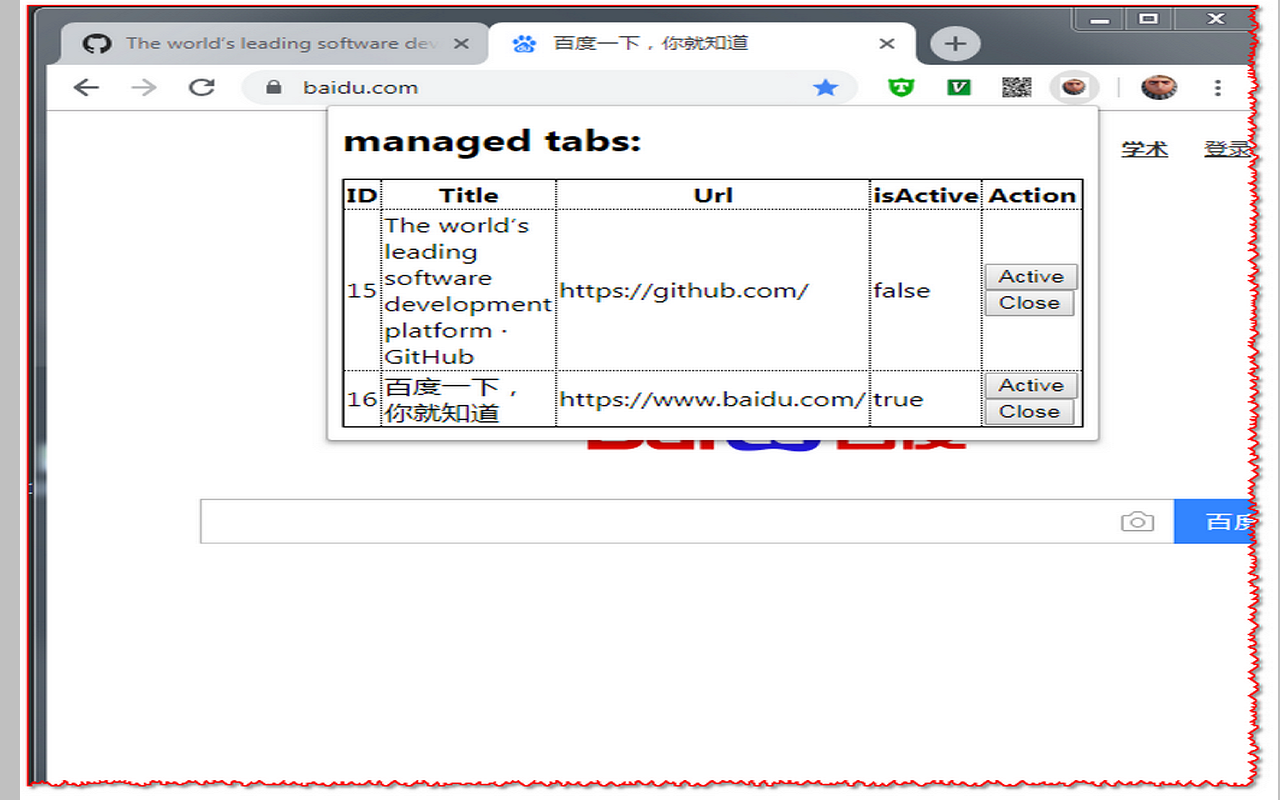 The world's leading software dev
百度一下，你就知道
baidu.com
managed tabs:
学术 登录
ID Title Url isActive Action
The world's
leading
software
development
platform ·
GitHub
15 https://github.com/ false
Active
Close
百度一下，
你就知道
16 https://www.baidu.com/ true
Active
Close
百度